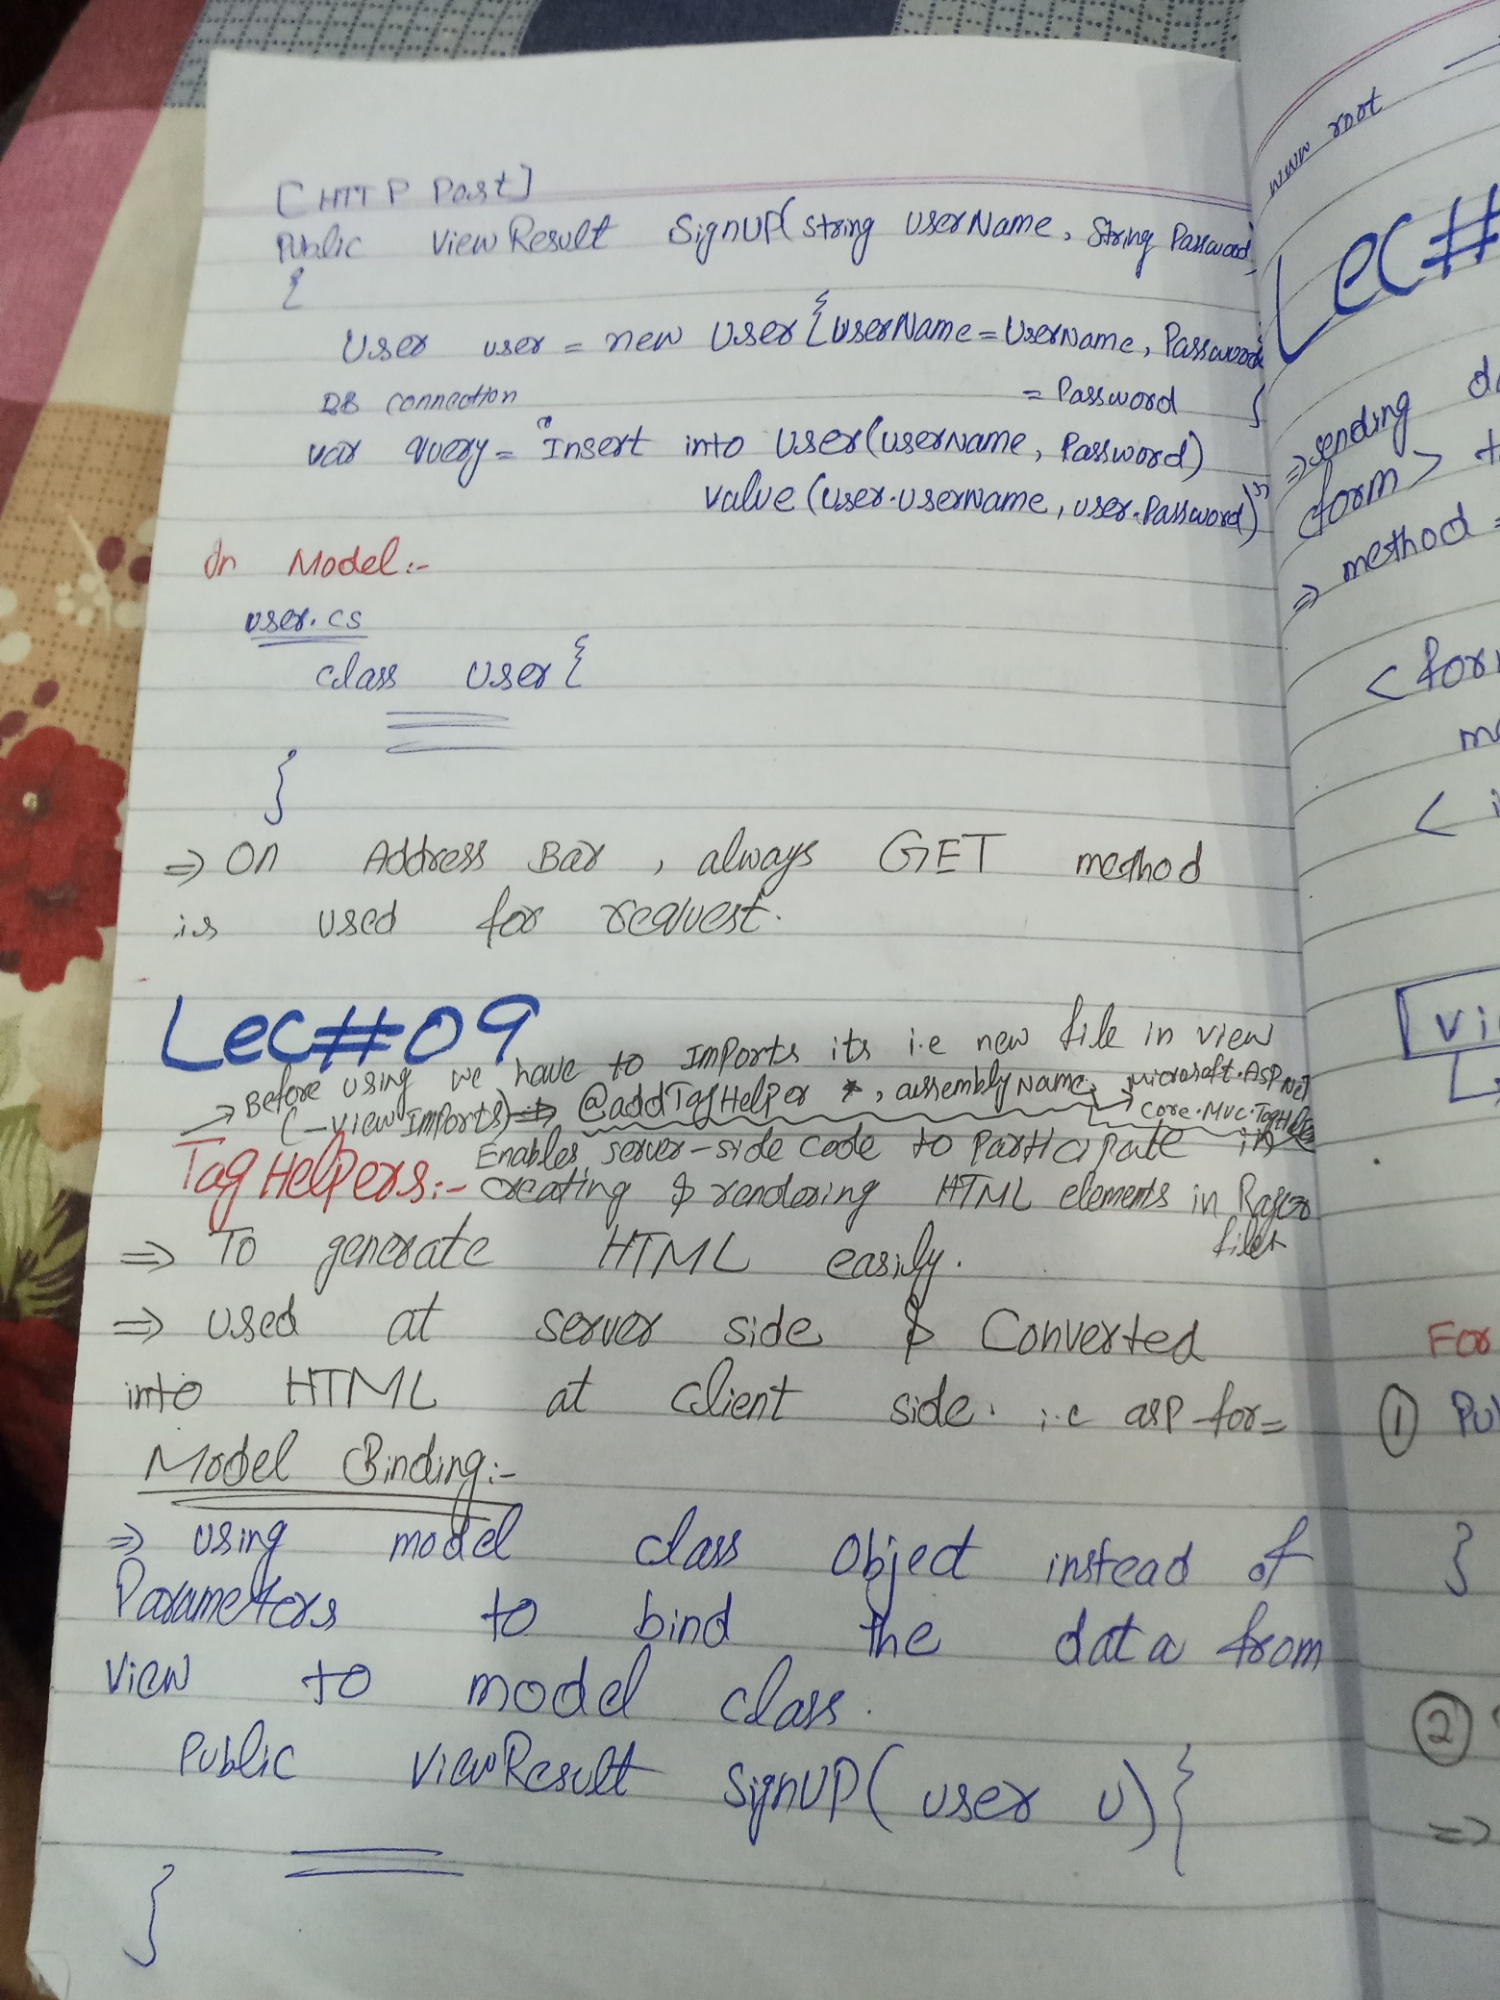 [HTTP Post]
Public ViewResult SignUP(string UserName, String Password
{
User user = new User{UserName=UserName, Password
= Password }
DB connection
var query= "Insert into User(userName, Password)
value (user.userName, user.Password)"
In Model:-
user.cs
class User{
}
⇒ On Address Bar, always GET method
is used for request.
Lec#09
→ Before using we have to Imports its i.e new file in view
(-viewImports)⇒ @addTagHelper *, assemblyName, → Microsoft.AspNet
Core.Mvc.TagHelper
Tag Helpers:- Enables server-side code to Participate in
creating & rendering HTML elements in Razor
files
⇒ To generate HTML easily.
⇒ used at server side & Converted
into HTML at client side. i.e asp-for=
Model Binding:-
⇒ using model class object instead of
Parameters to bind the data from
view to model class.
Public ViewResult SignUP( user u){
}
www root
Lec#
⇒ sending
<form>
⇒ method =
<
<
For
①
}
②
⇒